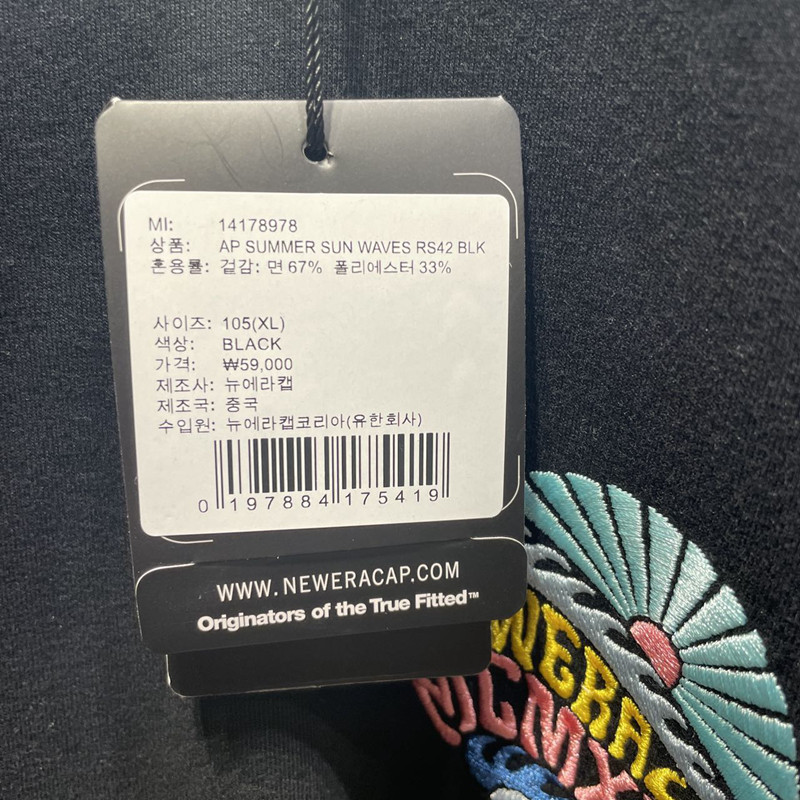 MI: 14178978
상품: AP SUMMER SUN WAVES RS42 BLK
혼용률: 겉감: 면 67% 폴리에스터 33%
사이즈: 105(XL)
색상: BLACK
가격: ₩59,000
제조사: 뉴에라캡
제조국: 중국
수입원: 뉴에라캡코리아(유한회사)
0 197884 175419
WWW.NEWERACAP.COM
Originators of the True Fitted™